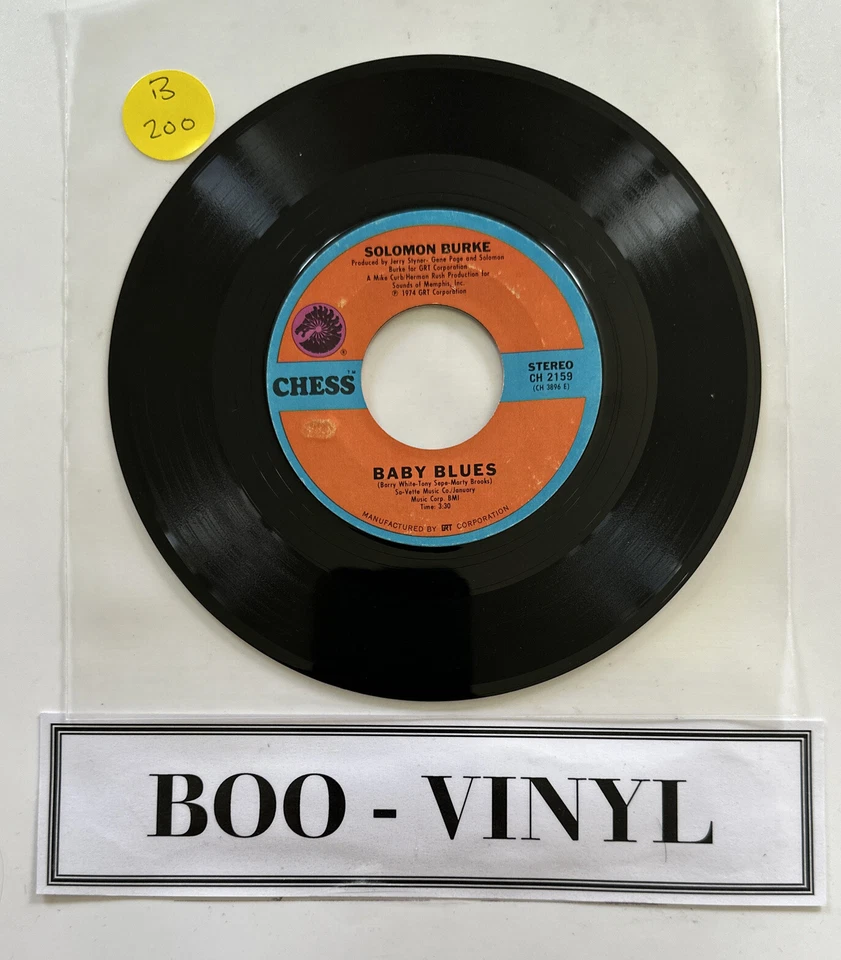 B
200
SOLOMON BURKE
Produced by Jerry Styner- Gene Page and Solomon
Burke for GRT Corporation
A Mike Curb/Herman Rush Production for
Sounds of Memphis, Inc.
℗ 1974 GRT Corporation
®
CHESS™
STEREO
CH 2159
(CH 3896 E)
BABY BLUES
(Barry White-Tony Sepe-Marty Brooks)
Sa-Vette Music Co./January
Music Corp. BMI
Time: 3:30
MANUFACTURED BY GRT CORPORATION
BOO - VINYL